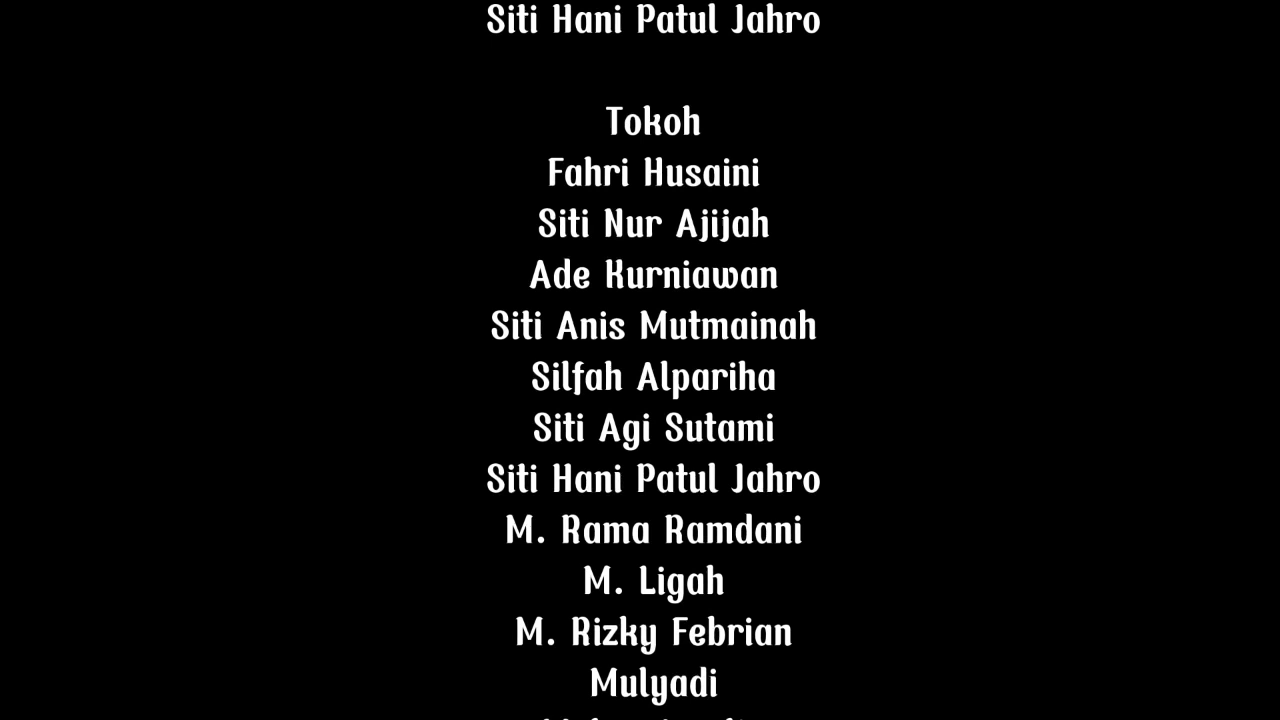 Siti Hani Patul Jahro
Tokoh
Fahri Husaini
Siti Nur Ajijah
Ade Kurniawan
Siti Anis Mutmainah
Silfah Alpariha
Siti Agi Sutami
Siti Hani Patul Jahro
M. Rama Ramdani
M. Ligah
M. Rizky Febrian
Mulyadi